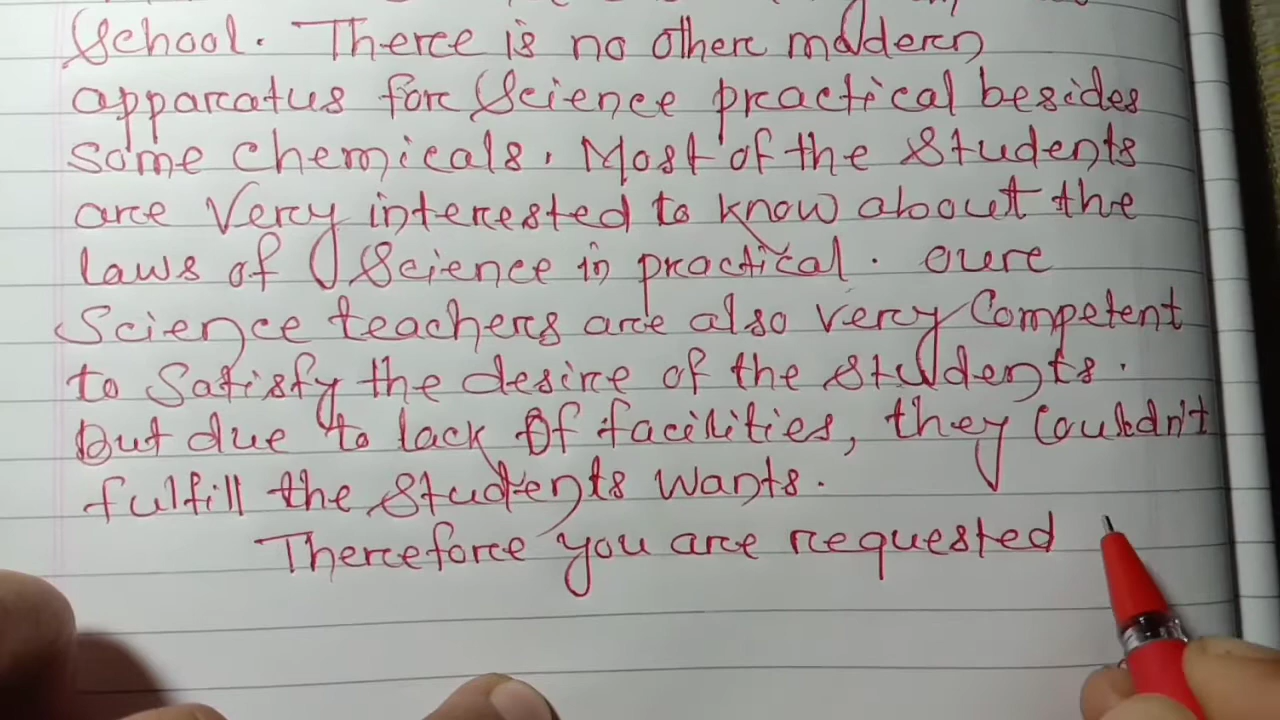 School. There is no other modern
apparatus for Science practical besides
some chemicals. Most of the students
are very interested to know about the
laws of Science in practical. our
Science teachers are also very Competent
to Satisfy the desire of the students.
But due to lack of facilities, they couldn't
fulfill the students wants.
Therefore you are requested